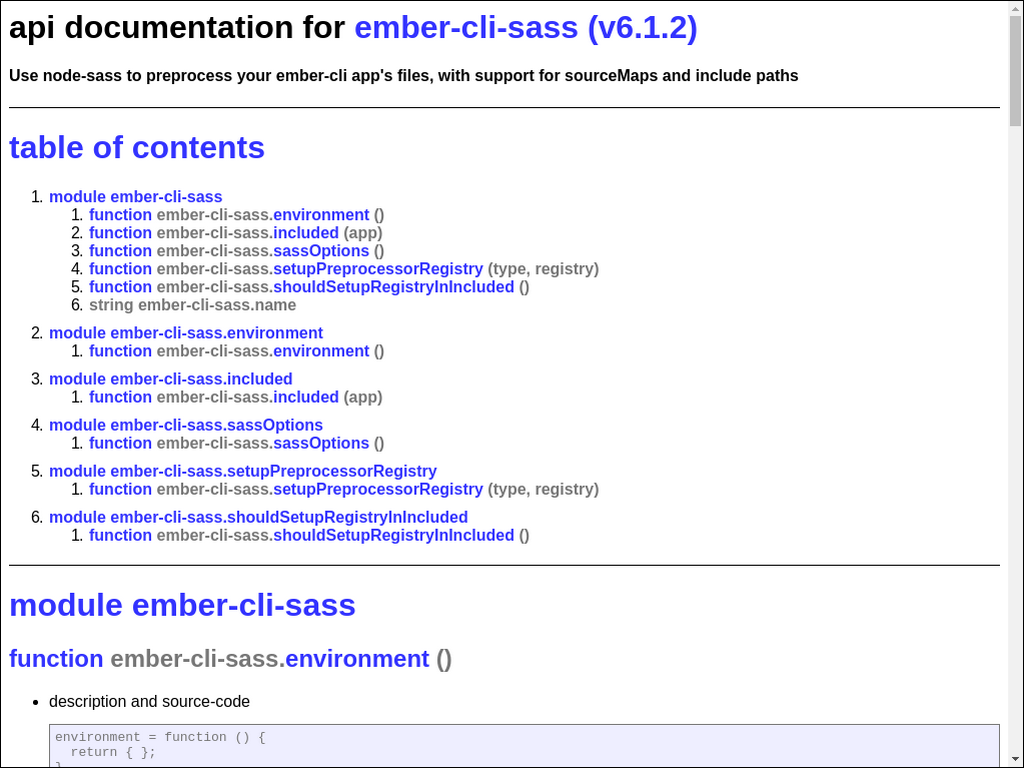 api documentation for ember-cli-sass (v6.1.2)
Use node-sass to preprocess your ember-cli app's files, with support for sourceMaps and include paths
table of contents
1. module ember-cli-sass
1. function ember-cli-sass.environment ()
2. function ember-cli-sass.included (app)
3. function ember-cli-sass.sassOptions ()
4. function ember-cli-sass.setupPreprocessorRegistry (type, registry)
5. function ember-cli-sass.shouldSetupRegistryInIncluded ()
6. string ember-cli-sass.name
2. module ember-cli-sass.environment
1. function ember-cli-sass.environment ()
3. module ember-cli-sass.included
1. function ember-cli-sass.included (app)
4. module ember-cli-sass.sassOptions
1. function ember-cli-sass.sassOptions ()
5. module ember-cli-sass.setupPreprocessorRegistry
1. function ember-cli-sass.setupPreprocessorRegistry (type, registry)
6. module ember-cli-sass.shouldSetupRegistryInIncluded
1. function ember-cli-sass.shouldSetupRegistryInIncluded ()
module ember-cli-sass
function ember-cli-sass.environment ()
• description and source-code
environment = function () {
  return { };
}